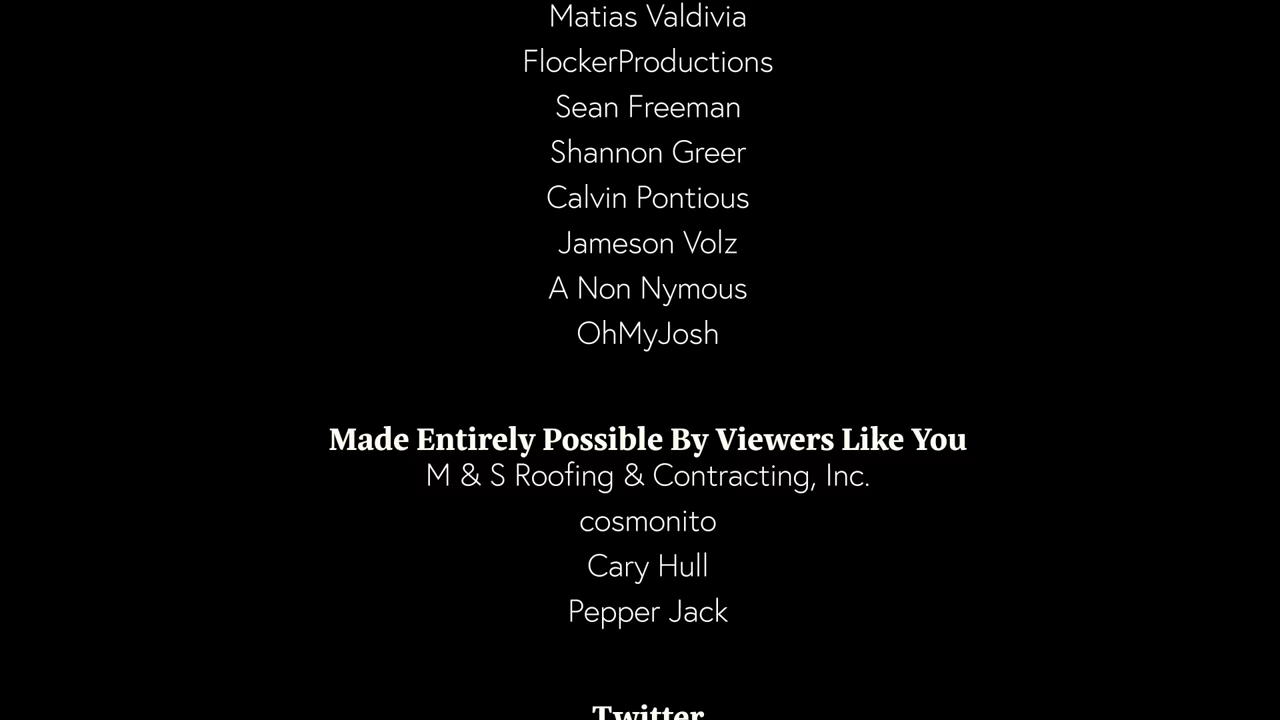 Matias Valdivia
FlockerProductions
Sean Freeman
Shannon Greer
Calvin Pontious
Jameson Volz
A Non Nymous
OhMyJosh
Made Entirely Possible By Viewers Like You
M & S Roofing & Contracting, Inc.
cosmonito
Cary Hull
Pepper Jack
Twitter